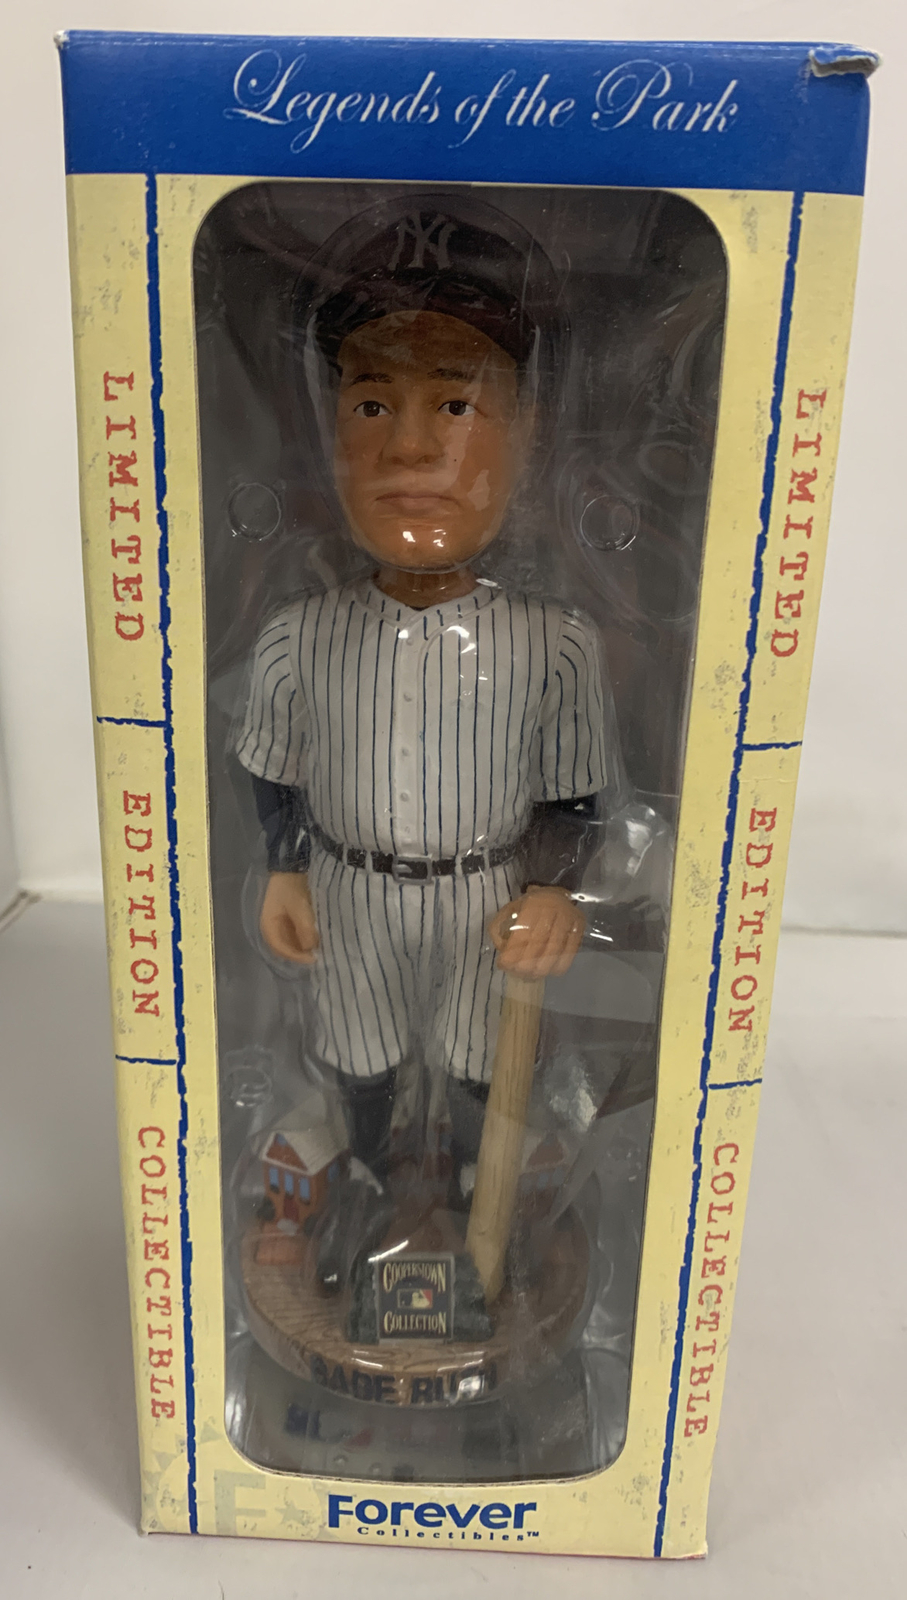 Legends of the Park
NY
LIMITED
EDITION
COLLECTIBLE
LIMITED
EDITION
COLLECTIBLE
COOPERSTOWN
COLLECTION
BABE RUTH
Forever
Collectibles™